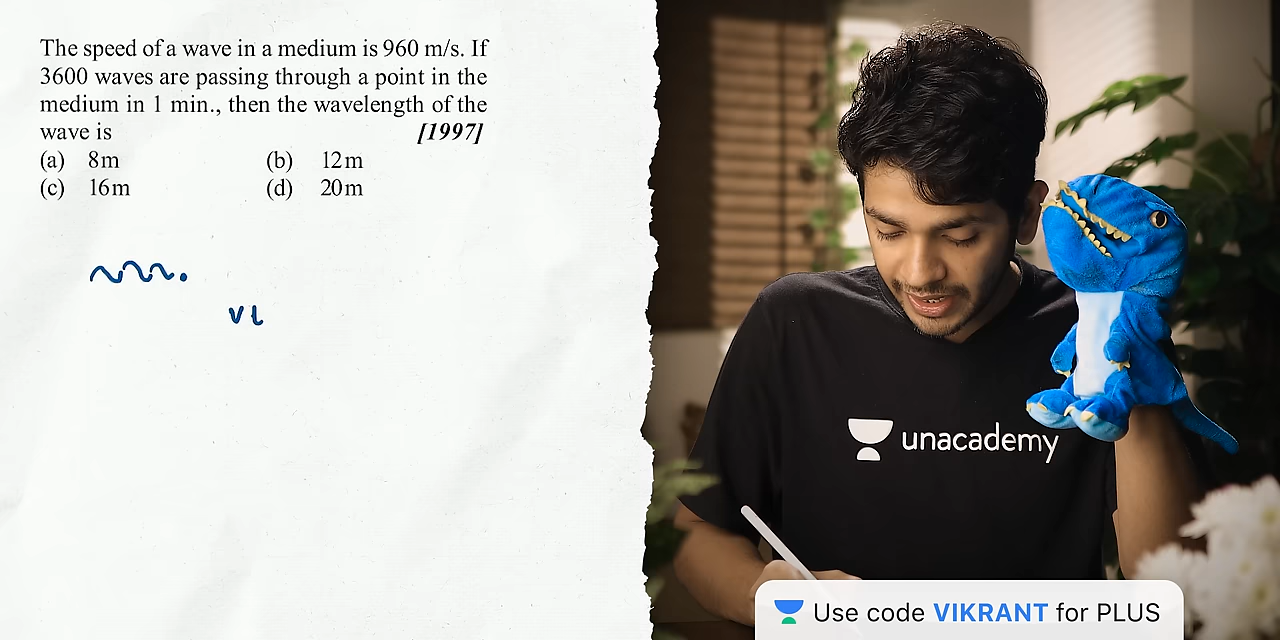 The speed of a wave in a medium is 960 m/s. If
3600 waves are passing through a point in the
medium in 1 min., then the wavelength of the
wave is [1997]
(a) 8m (b) 12m
(c) 16m (d) 20m
unacademy
Use code VIKRANT for PLUS